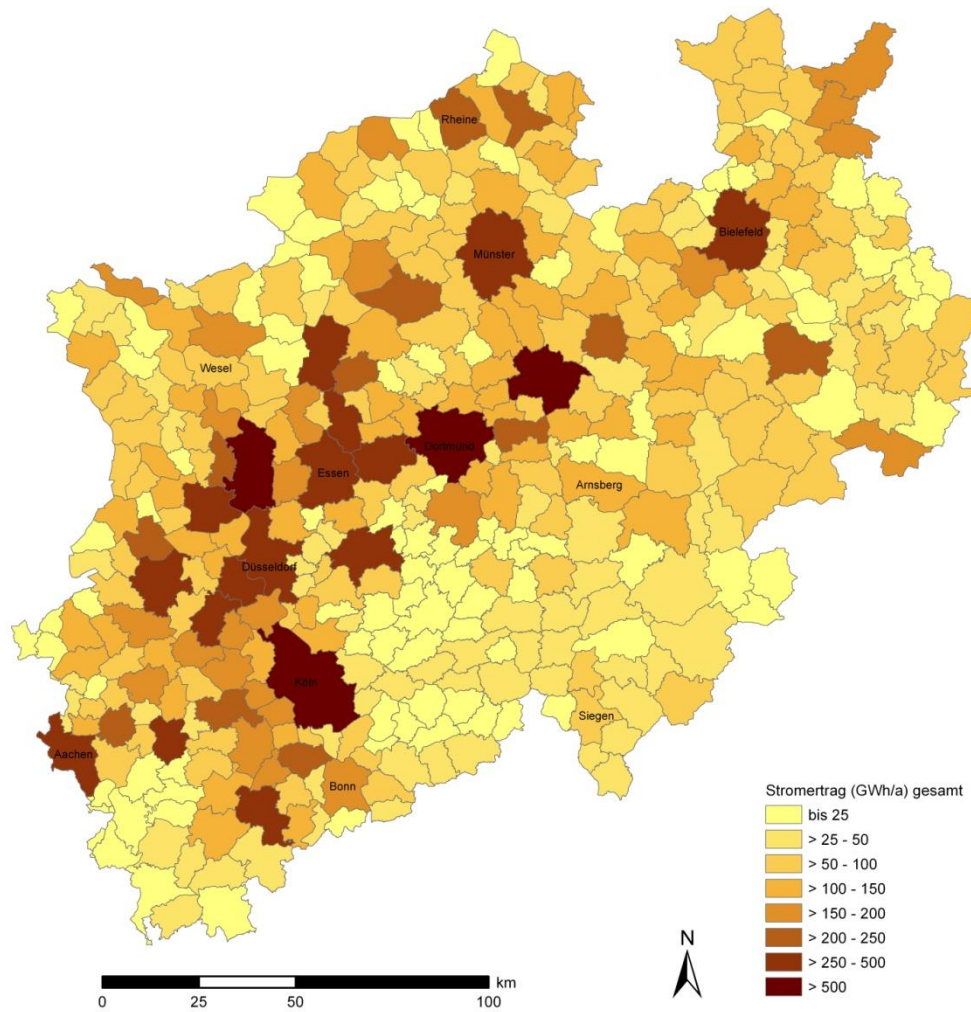 Rheine
Münster
Bielefeld
Wesel
Dortmund
Essen
Arnsberg
Düsseldorf
Köln
Siegen
Aachen
Bonn
Stromertrag (GWh/a) gesamt
bis 25
> 25 - 50
> 50 - 100
> 100 - 150
> 150 - 200
> 200 - 250
> 250 - 500
> 500
N
km
0 25 50 100